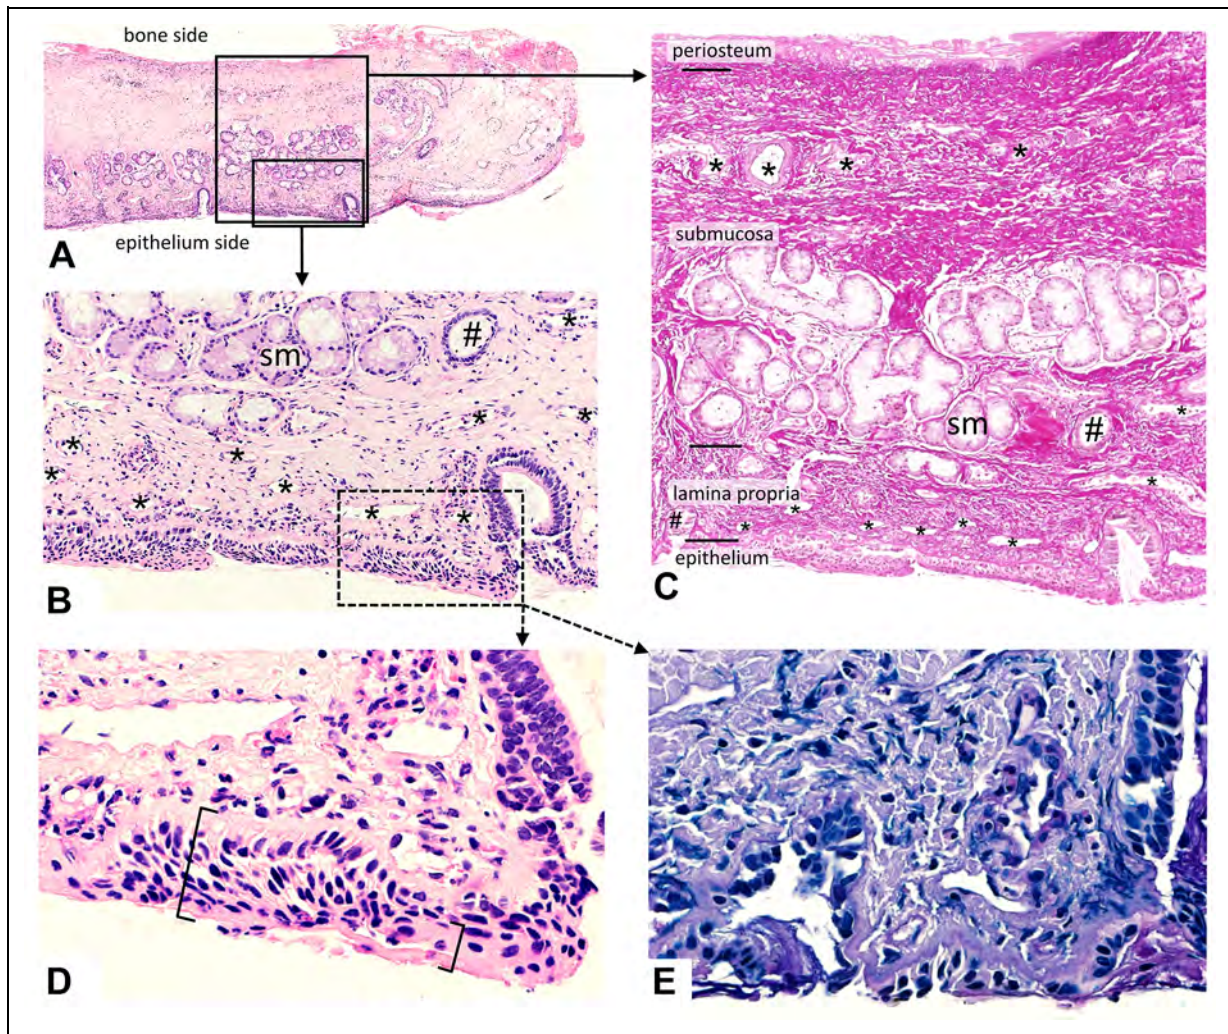 bone side
epithelium side
A
periosteum
* * * *
submucosa
sm
#
*
lamina propria
*
#
* * * * * *
epithelium
C
sm
#
*
* *
* *
* * *
* *
B
D
E